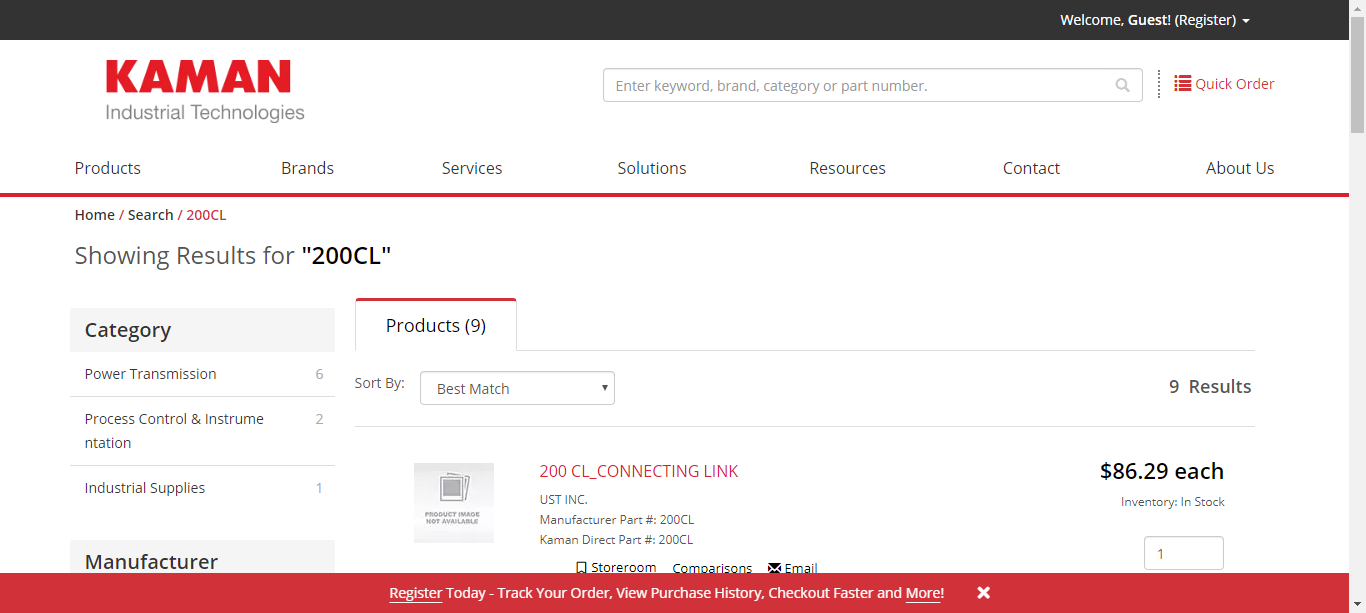 Welcome, Guest! (Register)
KAMAN
Industrial Technologies
Enter keyword, brand, category or part number.
Quick Order
Products
Brands
Services
Solutions
Resources
Contact
About Us
Home / Search / 200CL
Showing Results for "200CL"
Category
Power Transmission 6
Process Control & Instrume 2
ntation
Industrial Supplies 1
Manufacturer
Products (9)
Sort By: Best Match
9 Results
PRODUCT IMAGE
NOT AVAILABLE
200 CL_CONNECTING LINK
UST INC.
Manufacturer Part #: 200CL
Kaman Direct Part #: 200CL
Storeroom Comparisons Email
$86.29 each
Inventory: In Stock
1
Register Today - Track Your Order, View Purchase History, Checkout Faster and More!